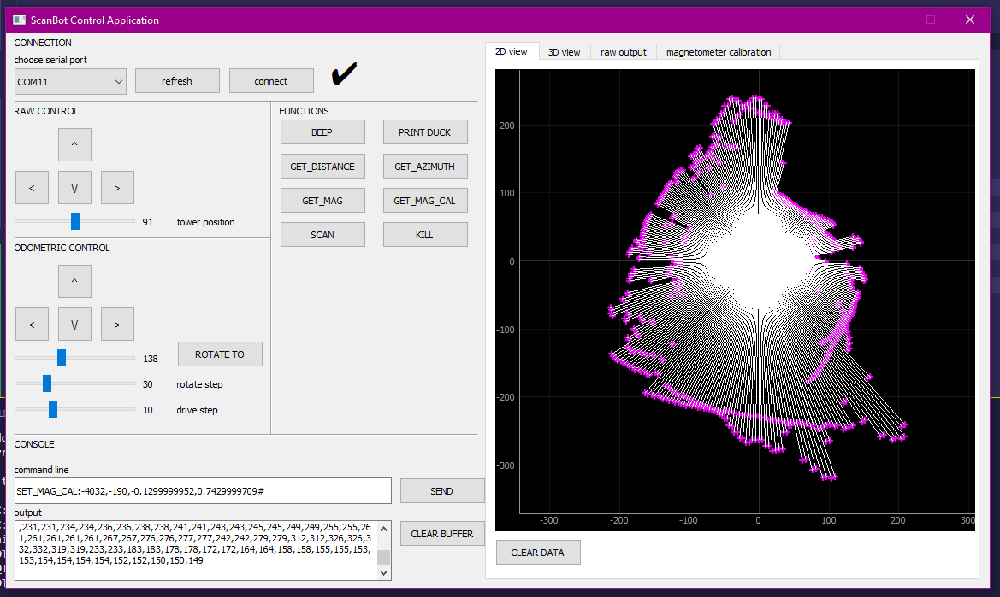 ScanBot Control Application
CONNECTION
choose serial port
COM11
refresh
connect
RAW CONTROL
^
<
V
>
91
tower position
ODOMETRIC CONTROL
^
<
V
>
138
ROTATE TO
30
rotate step
10
drive step
FUNCTIONS
BEEP
PRINT DUCK
GET_DISTANCE
GET_AZIMUTH
GET_MAG
GET_MAG_CAL
SCAN
KILL
CONSOLE
command line
SET_MAG_CAL:-4032,-190,-0.1299999952,0.7429999709#
SEND
output
,231,231,234,234,236,236,238,238,241,241,243,243,245,245,249,249,255,255,26
1,261,261,261,261,267,267,276,276,277,277,242,242,279,279,312,312,326,326,3
32,332,319,319,233,233,183,183,178,178,172,172,164,164,158,158,155,155,153,
153,154,154,154,154,152,152,150,150,149
CLEAR BUFFER
2D view
3D view
raw output
magnetometer calibration
200
100
0
-100
-200
-300
-300
-200
-100
0
100
200
300
CLEAR DATA